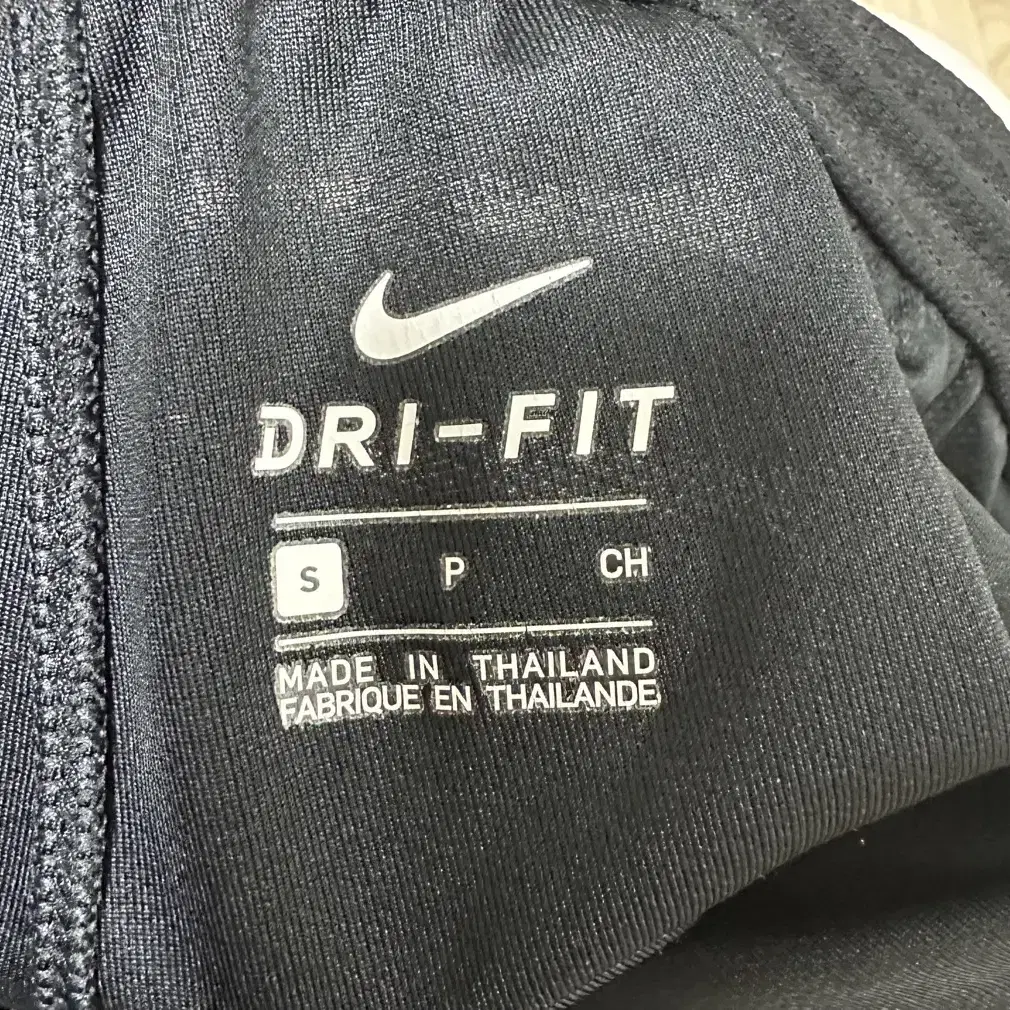 DRI-FIT
S P CH
MADE IN THAILAND
FABRIQUE EN THAILANDE